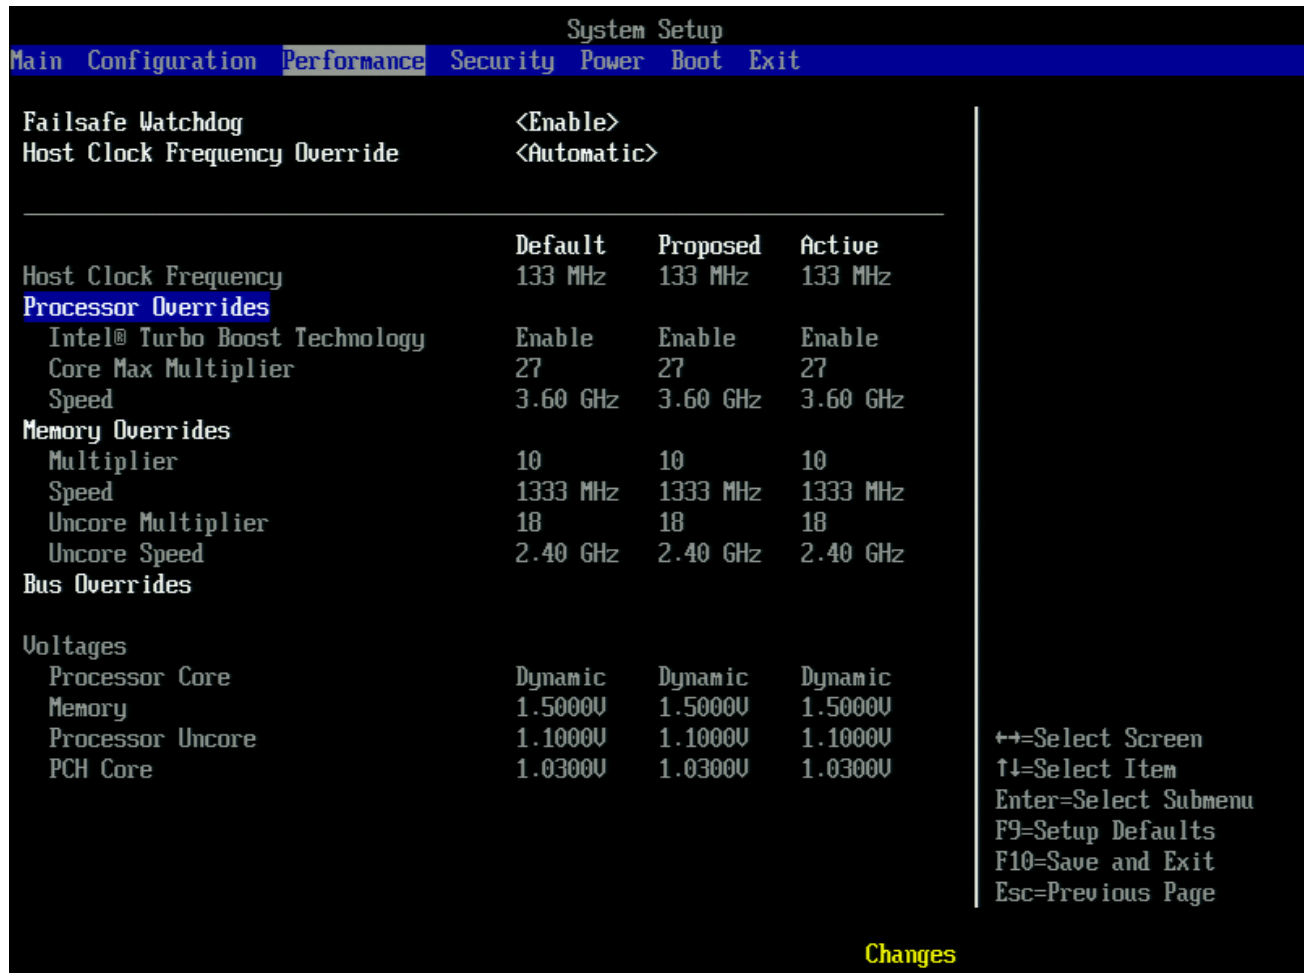 System Setup
Main Configuration Performance Security Power Boot Exit
Failsafe Watchdog <Enable>
Host Clock Frequency Override <Automatic>
Default Proposed Active
Host Clock Frequency 133 MHz 133 MHz 133 MHz
Processor Overrides
Intel® Turbo Boost Technology Enable Enable Enable
Core Max Multiplier 27 27 27
Speed 3.60 GHz 3.60 GHz 3.60 GHz
Memory Overrides
Multiplier 10 10 10
Speed 1333 MHz 1333 MHz 1333 MHz
Uncore Multiplier 18 18 18
Uncore Speed 2.40 GHz 2.40 GHz 2.40 GHz
Bus Overrides
Voltages
Processor Core Dynamic Dynamic Dynamic
Memory 1.5000V 1.5000V 1.5000V
Processor Uncore 1.1000V 1.1000V 1.1000V
PCH Core 1.0300V 1.0300V 1.0300V
←→=Select Screen
↑↓=Select Item
Enter=Select Submenu
F9=Setup Defaults
F10=Save and Exit
Esc=Previous Page
Changes